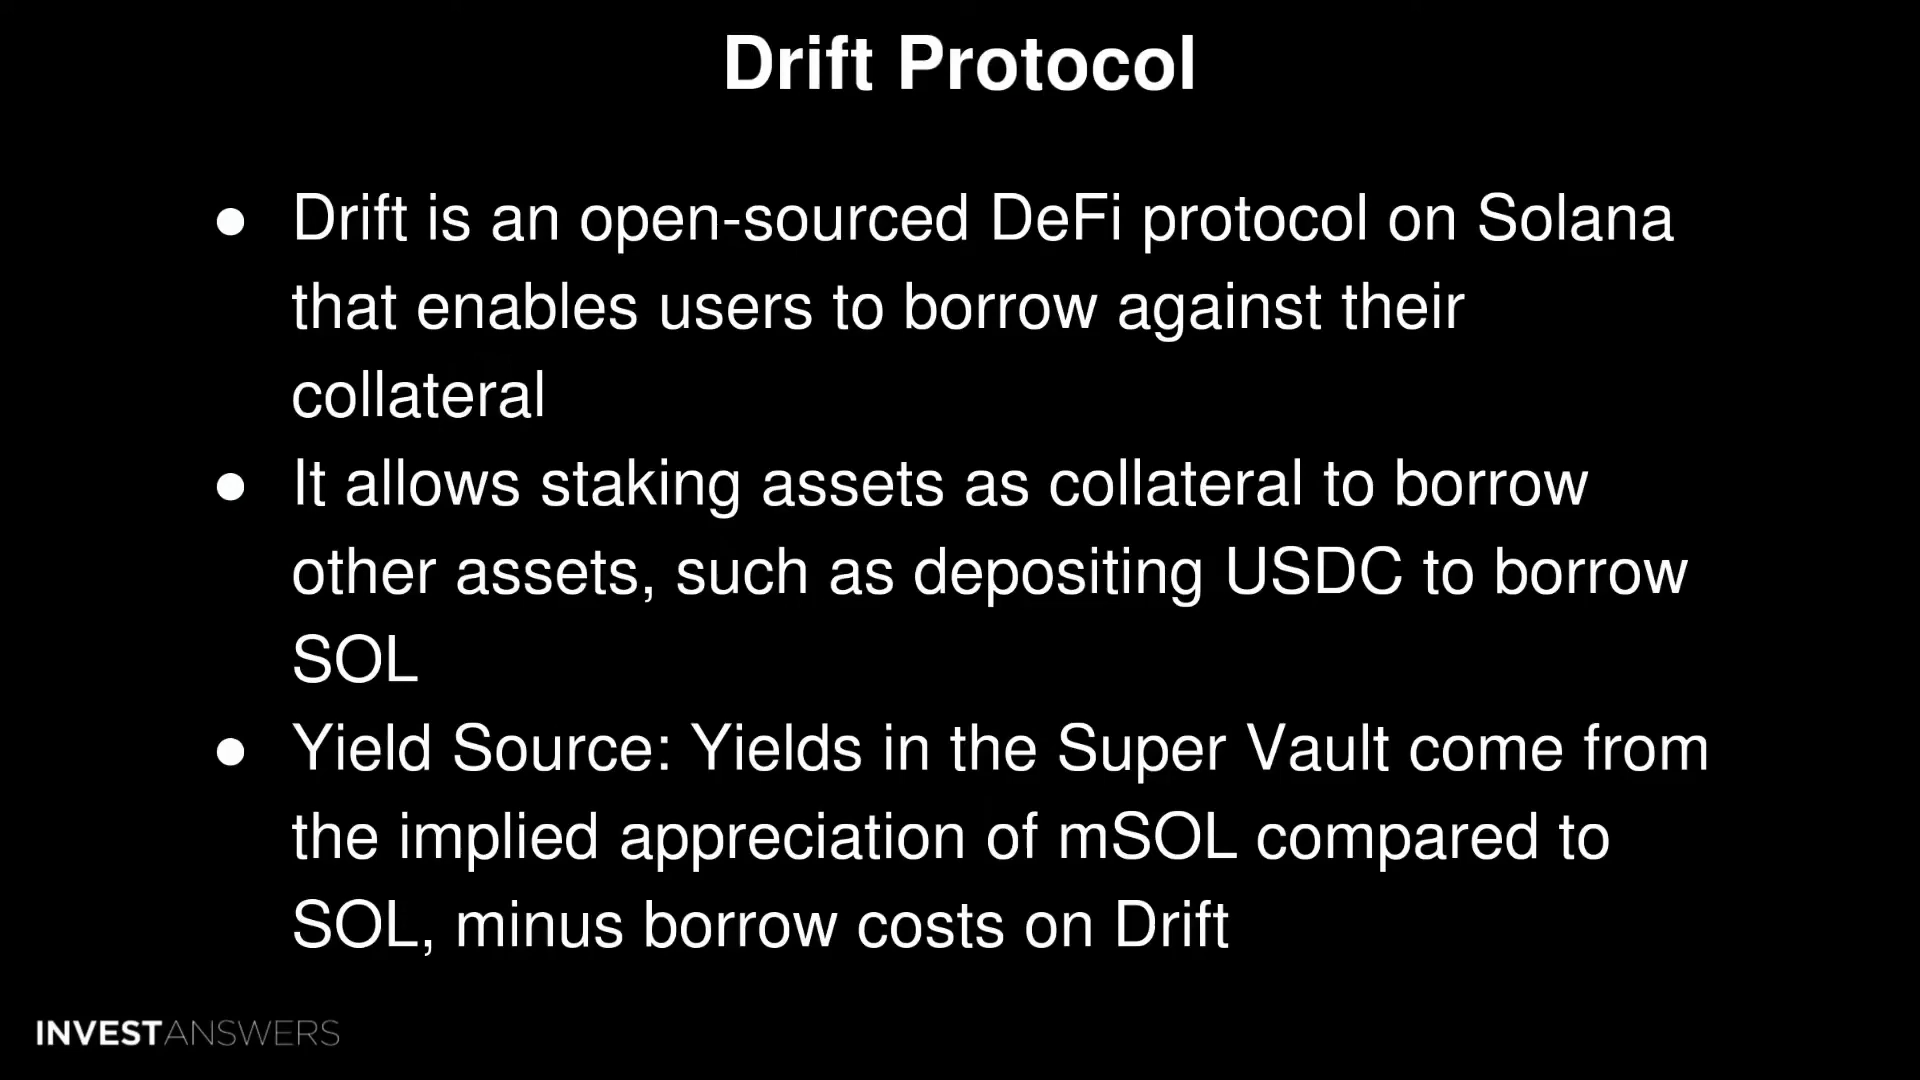 Drift Protocol
● Drift is an open-sourced DeFi protocol on Solana
that enables users to borrow against their
collateral
● It allows staking assets as collateral to borrow
other assets, such as depositing USDC to borrow
SOL
● Yield Source: Yields in the Super Vault come from
the implied appreciation of mSOL compared to
SOL, minus borrow costs on Drift
INVESTANSWERS